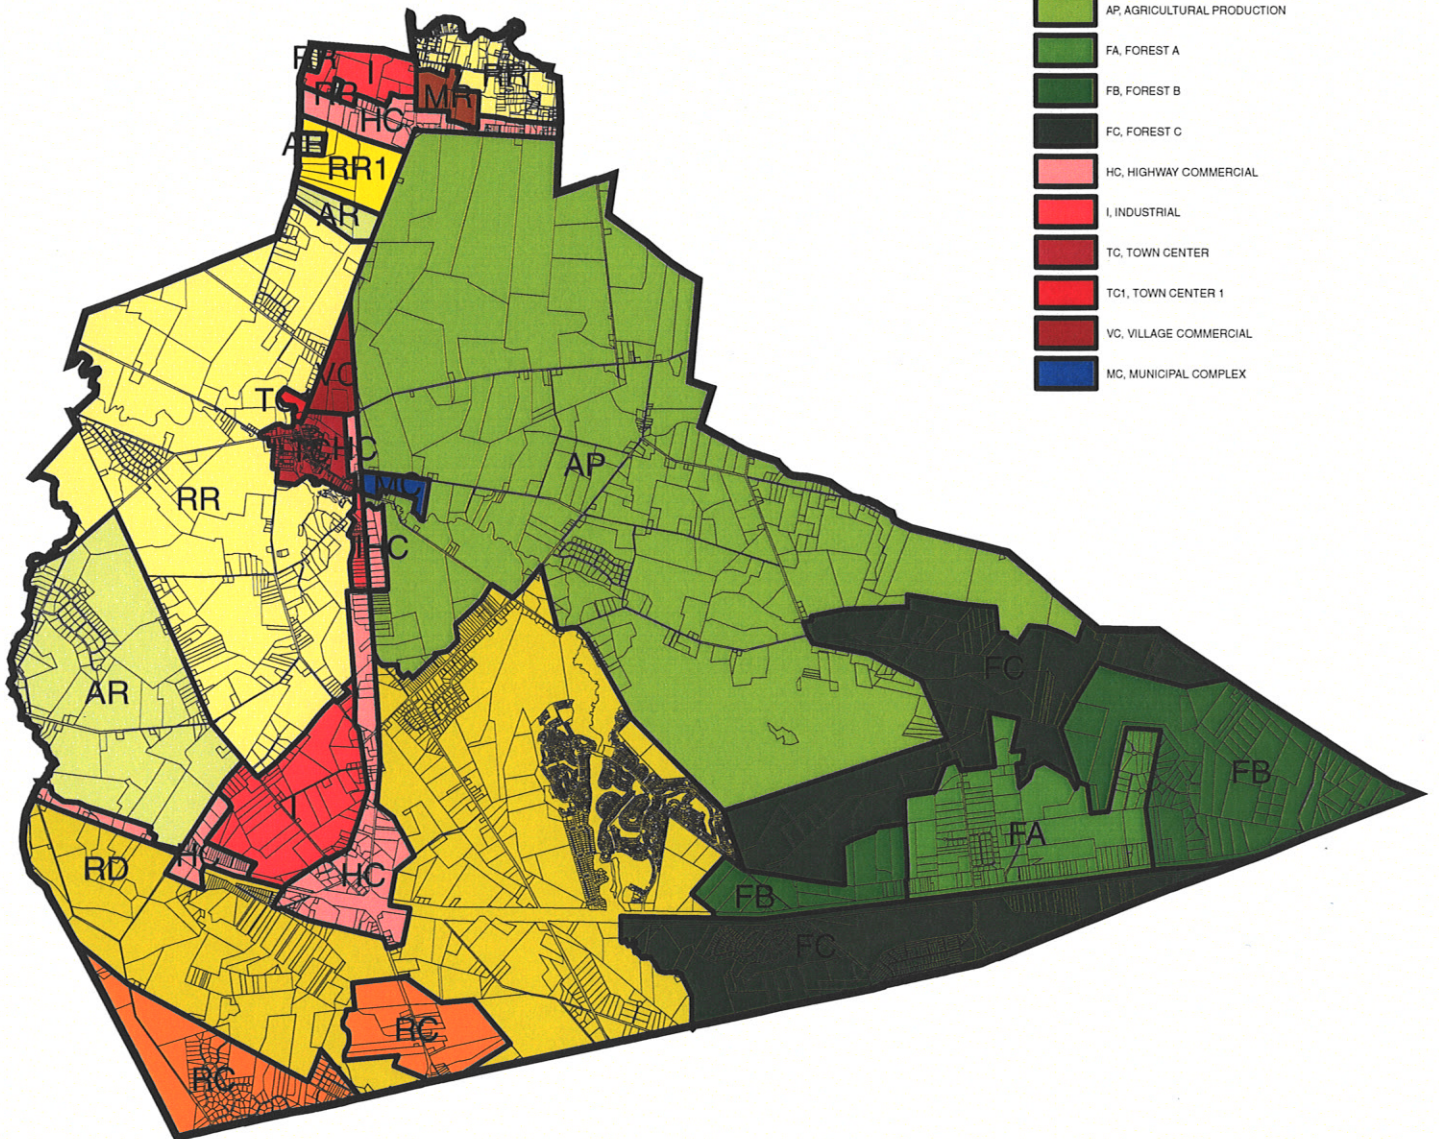 AP, AGRICULTURAL PRODUCTION
FA, FOREST A
FB, FOREST B
FC, FOREST C
HC, HIGHWAY COMMERCIAL
I, INDUSTRIAL
TC, TOWN CENTER
TC1, TOWN CENTER 1
VC, VILLAGE COMMERCIAL
MC, MUNICIPAL COMPLEX
RR
I
MR
HC
RR1
AR
VC
HC
AP
MC
RR
HC
FC
AR
FB
I
FA
HC
RD
HC
FB
FC
RC
RC